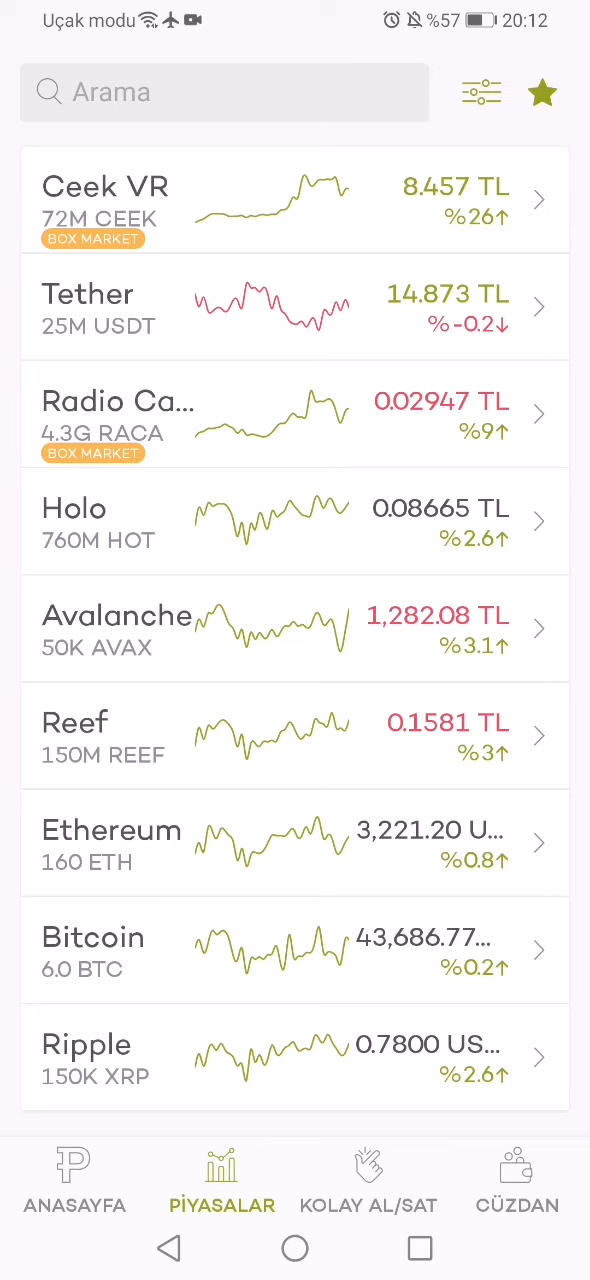 Uçak modu %57 20:12
Arama
Ceek VR 8.457 TL
72M CEEK %26↑
BOX MARKET
Tether 14.873 TL
25M USDT %-0.2↓
Radio Ca... 0.02947 TL
4.3G RACA %9↑
BOX MARKET
Holo 0.08665 TL
760M HOT %2.6↑
Avalanche 1,282.08 TL
50K AVAX %3.1↑
Reef 0.1581 TL
150M REEF %3↑
Ethereum 3,221.20 U...
160 ETH %0.8↑
Bitcoin 43,686.77...
6.0 BTC %0.2↑
Ripple 0.7800 US...
150K XRP %2.6↑
ANASAYFA PİYASALAR KOLAY AL/SAT CÜZDAN